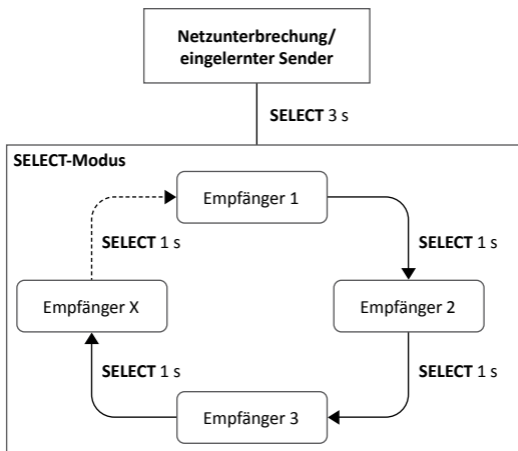 Netzunterbrechung/
eingelernter Sender
SELECT 3 s
SELECT-Modus
Empfänger 1
SELECT 1 s
SELECT 1 s
Empfänger X
Empfänger 2
SELECT 1 s
SELECT 1 s
Empfänger 3